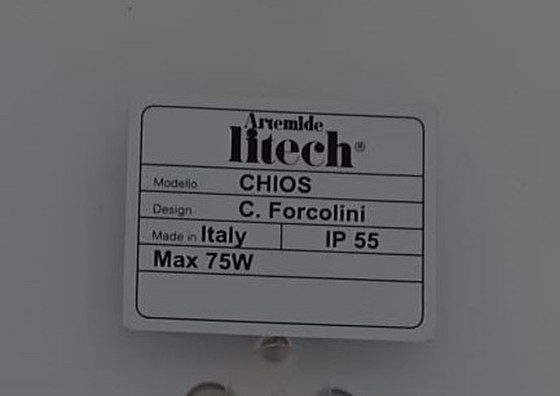 Artemide
litech®
Modello CHIOS
Design C. Forcolini
Made in Italy IP 55
Max 75W